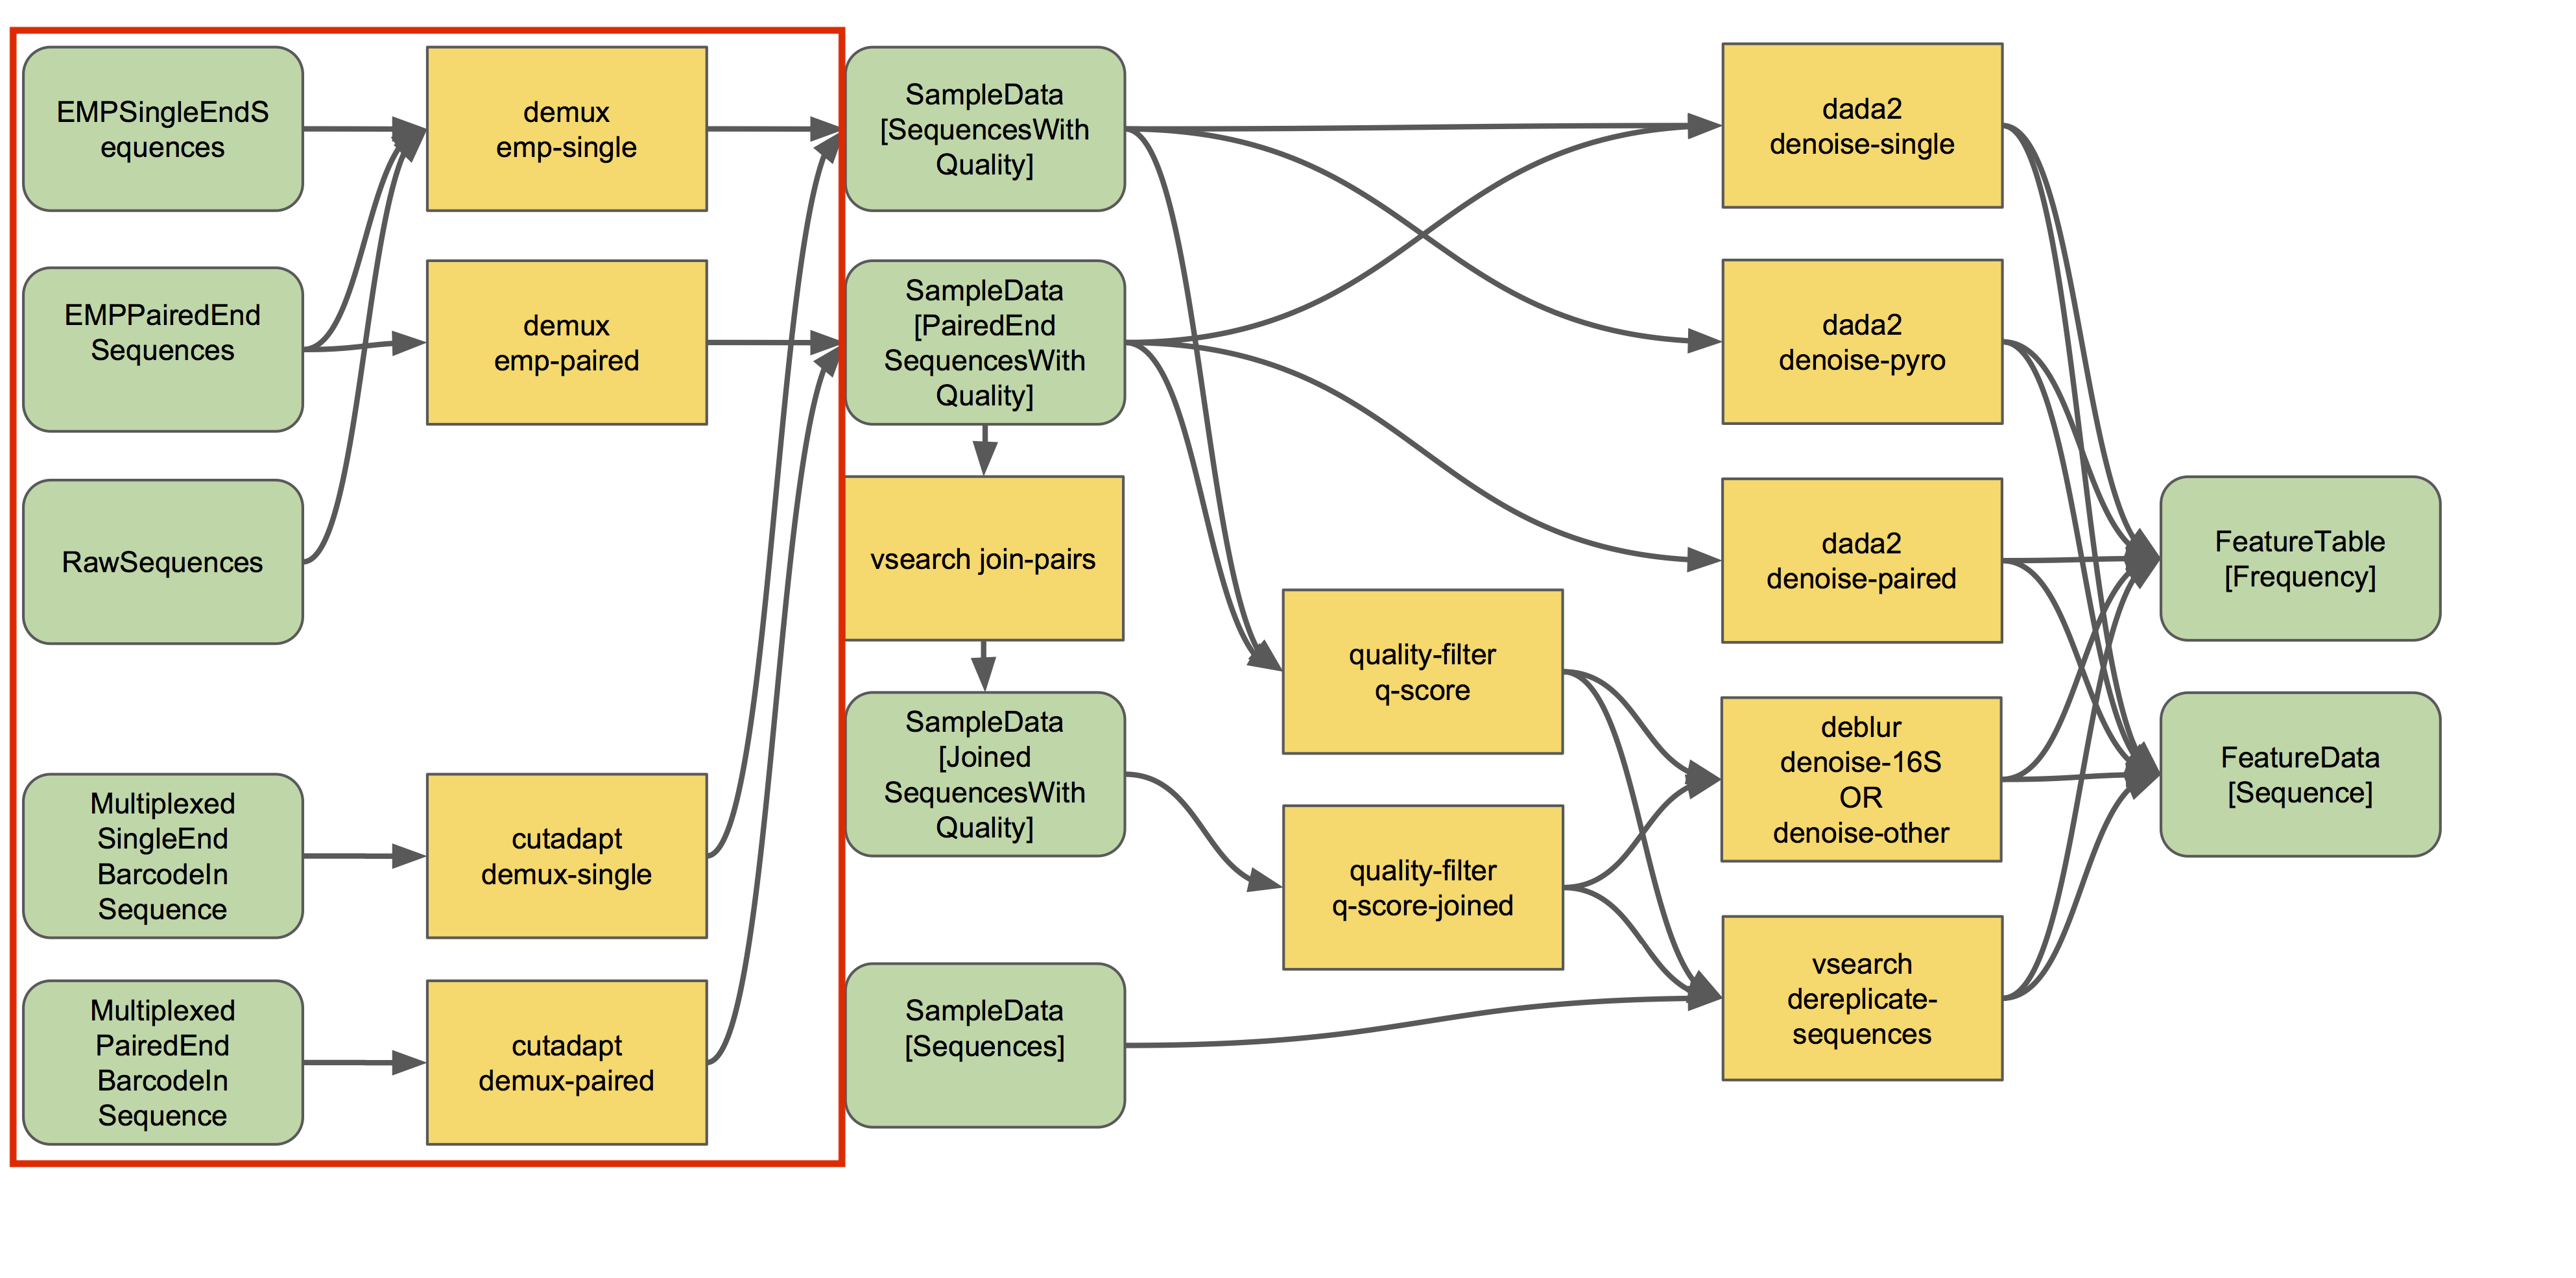 EMPSingleEndS
equences
demux
emp-single
SampleData
[SequencesWith
Quality]
dada2
denoise-single
EMPPairedEnd
Sequences
demux
emp-paired
SampleData
[PairedEnd
SequencesWith
Quality]
dada2
denoise-pyro
RawSequences
vsearch join-pairs
dada2
denoise-paired
FeatureTable
[Frequency]
quality-filter
q-score
SampleData
[Joined
SequencesWith
Quality]
deblur
denoise-16S
OR
denoise-other
FeatureData
[Sequence]
Multiplexed
SingleEnd
BarcodeIn
Sequence
cutadapt
demux-single
quality-filter
q-score-joined
Multiplexed
PairedEnd
BarcodeIn
Sequence
cutadapt
demux-paired
SampleData
[Sequences]
vsearch
dereplicate-
sequences